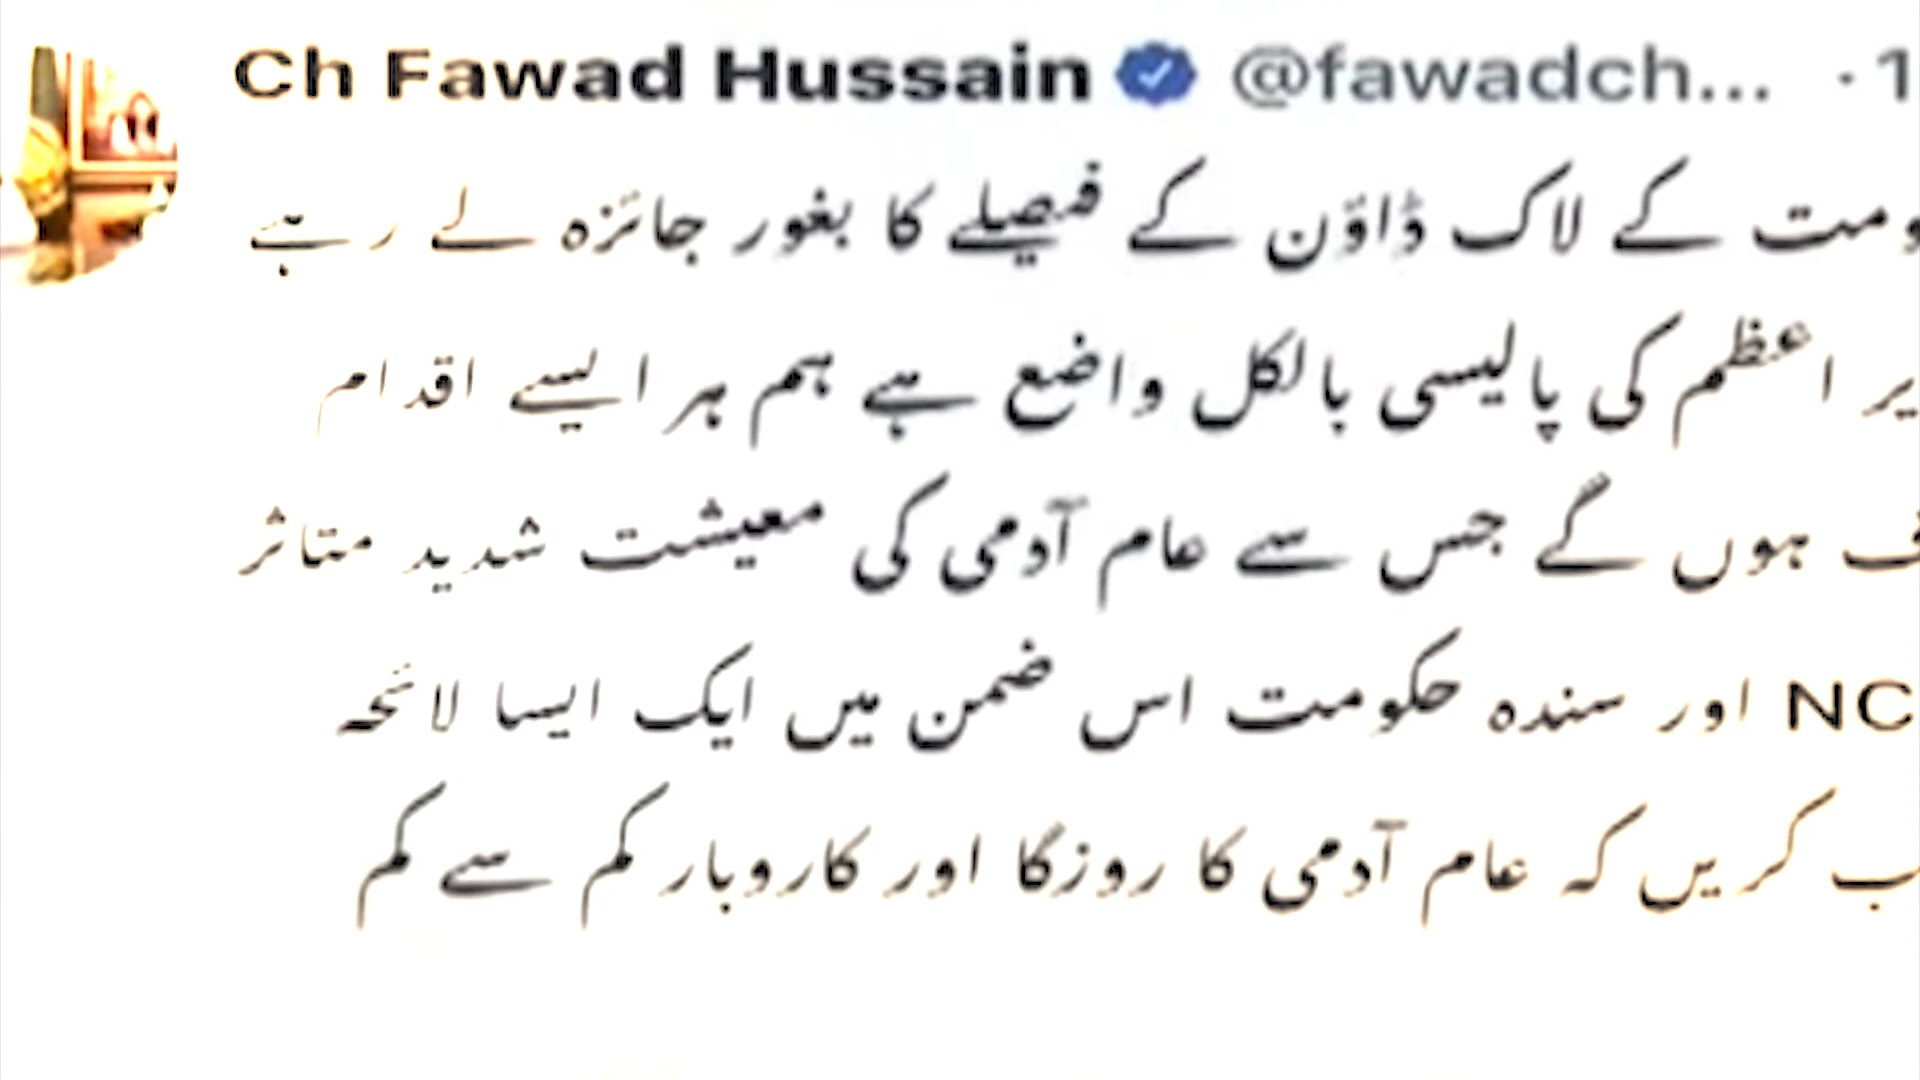 Ch Fawad Hussain @fawadch... · 1
ومت کے لاک ڈاؤن کے فیصلے کا بغور جائزہ لے رہے
یر اعظم کی پالیسی بالکل واضع ہے ہم ہر ایسے اقدام
ف ہوں گے جس سے عام آدمی کی معیشت شدید متاثر
NC اور سندہ حکومت اس ضمن میں ایک ایسا لائحہ
ب کریں کہ عام آدمی کا روزگا اور کاروبار کم سے کم